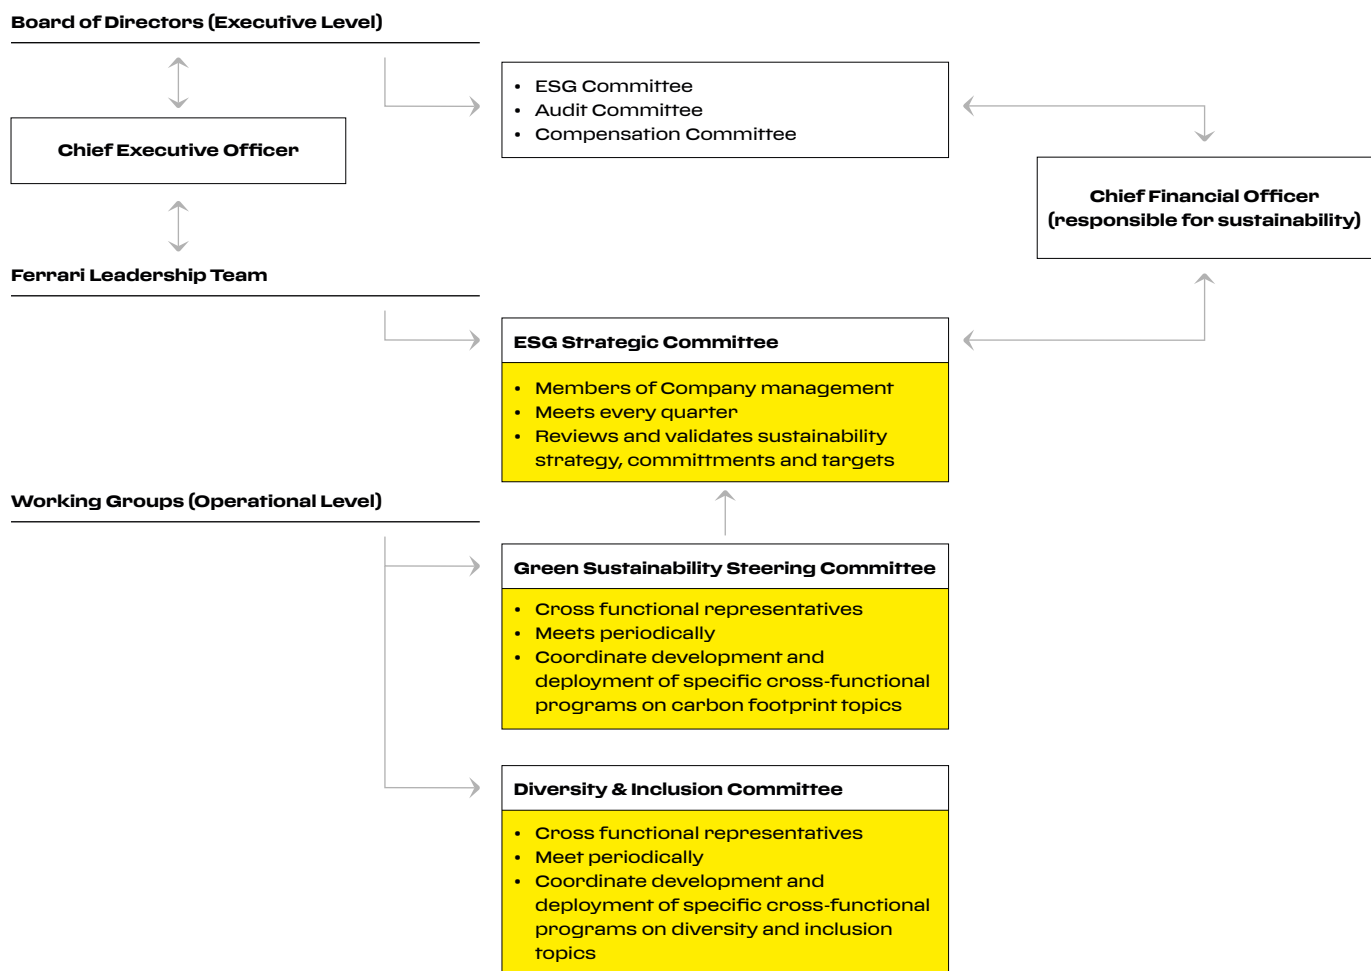 Board of Directors (Executive Level)
• ESG Committee
• Audit Committee
• Compensation Committee
Chief Executive Officer
Chief Financial Officer
(responsible for sustainability)
Ferrari Leadership Team
ESG Strategic Committee
• Members of Company management
• Meets every quarter
• Reviews and validates sustainability
strategy, committments and targets
Working Groups (Operational Level)
Green Sustainability Steering Committee
• Cross functional representatives
• Meets periodically
• Coordinate development and
deployment of specific cross-functional
programs on carbon footprint topics
Diversity & Inclusion Committee
• Cross functional representatives
• Meet periodically
• Coordinate development and
deployment of specific cross-functional
programs on diversity and inclusion
topics